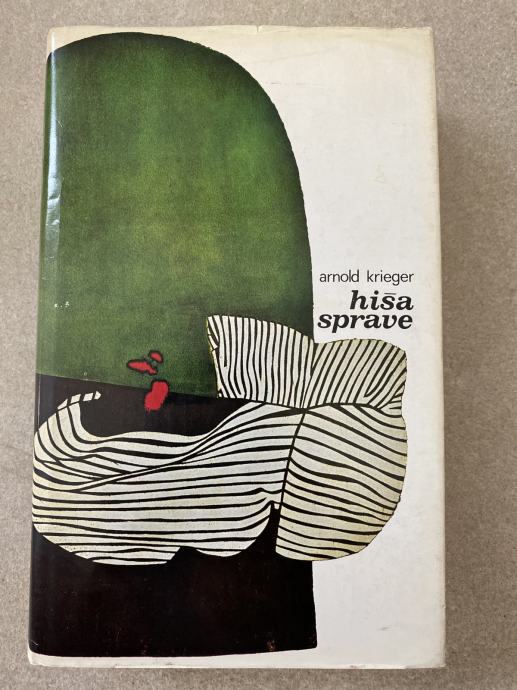 arnold krieger
hiša
sprave